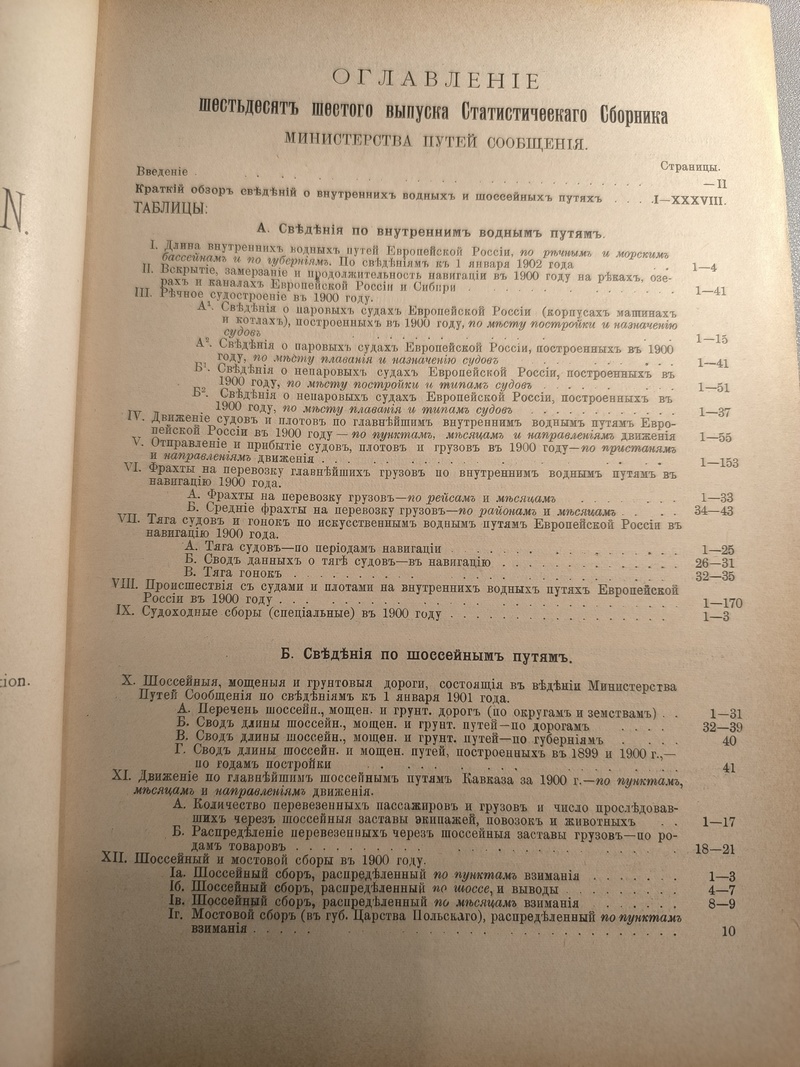 N.
tion.
ОГЛАВЛЕНІЕ
шестьдесятъ шестого выпуска Статистическаго Сборника
МИНИСТЕРСТВА ПУТЕЙ СООБЩЕНІЯ.
Страницы.
Введеніе . . . . . . . . . . . . . —II
Краткій обзоръ свѣдѣній о внутреннихъ водныхъ и шоссейныхъ путяхъ . . . . I—XXXVIII.
ТАБЛИЦЫ:
А. Свѣдѣнія по внутреннимъ воднымъ путямъ.
I. Длина внутреннихъ водныхъ путей Европейской Россіи, по рѣчнымъ и морскимъ
бассейнамъ и по губерніямъ. По свѣдѣніямъ къ 1 января 1902 года . . 1—4
II. Вскрытіе, замерзаніе и продолжительность навигаціи въ 1900 году на рѣкахъ, озе-
рахъ и каналахъ Европейской Россіи и Сибири . . . . . . . 1—41
III. Рѣчное судостроеніе въ 1900 году.
А¹. Свѣдѣнія о паровыхъ судахъ Европейской Россіи (корпусахъ машинахъ
и котлахъ), построенныхъ въ 1900 году, по мѣсту постройки и назначенію
судовъ . . . . . . . . . . . . . 1—15
А². Свѣдѣнія о паровыхъ судахъ Европейской Россіи, построенныхъ въ 1900
году, по мѣсту плаванія и назначенію судовъ . . . . 1—41
Б¹. Свѣдѣнія о непаровыхъ судахъ Европейской Россіи, построенныхъ въ
1900 году, по мѣсту постройки и типамъ судовъ . . . . . 1—51
Б². Свѣдѣнія о непаровыхъ судахъ Европейской Россіи, построенныхъ въ
1900 году, по мѣсту плаванія и типамъ судовъ . . . . . . . . . 1—37
IV. Движеніе судовъ и плотовъ по главнѣйшимъ внутреннимъ воднымъ путямъ Евро-
пейской Россіи въ 1900 году — по пунктамъ, мѣсяцамъ и направленіямъ движенія 1—55
V. Отправленіе и прибытіе судовъ, плотовъ и грузовъ въ 1900 году—по пристанямъ
и направленіямъ движенія . . . . . . . . . . . . 1—153
VI. Фрахты на перевозку главнѣйшихъ грузовъ по внутреннимъ воднымъ путямъ въ
навигацію 1900 года.
А. Фрахты на перевозку грузовъ—по рейсамъ и мѣсяцамъ . . . . . 1—33
Б. Средніе фрахты на перевозку грузовъ—по районамъ и мѣсяцамъ . . . . 34—43
VII. Тяга судовъ и гонокъ по искусственнымъ воднымъ путямъ Европейской Россіи въ
навигацію 1900 года.
А. Тяга судовъ—по періодамъ навигаціи . . . . . . . . . . 1—25
Б. Сводъ данныхъ о тягѣ судовъ—въ навигацію . . . . . . . . . 26—31
В. Тяга гонокъ . . . . . . . . . . . . . . . . 32—35
VIII. Происшествія съ судами и плотами на внутреннихъ водныхъ путяхъ Европейской
Россіи въ 1900 году . . . . . . . . . . . . . . 1—170
IX. Судоходные сборы (спеціальные) въ 1900 году . . . . . . . . . . 1—3
Б. Свѣдѣнія по шоссейнымъ путямъ.
X. Шоссейныя, мощеныя и грунтовыя дороги, состоящія въ вѣдѣніи Министерства
Путей Сообщенія по свѣдѣніямъ къ 1 января 1901 года.
А. Перечень шоссейн., мощен. и грунт. дорогъ (по округамъ и земствамъ) . . 1—31
Б. Сводъ длины шоссейн., мощен. и грунт. путей—по дорогамъ . . . . 32—39
В. Сводъ длины шоссейн., мощен. и грунт. путей—по губерніямъ . . . . 40
Г. Сводъ длины шоссейн. и мощен. путей, построенныхъ въ 1899 и 1900 г.,—
по годамъ постройки . . . . . . . . . . . . 41
XI. Движеніе по главнѣйшимъ шоссейнымъ путямъ Кавказа за 1900 г.—по пунктамъ,
мѣсяцамъ и направленіямъ движенія.
А. Количество перевезенныхъ пассажировъ и грузовъ и число прослѣдовав-
шихъ черезъ шоссейныя заставы экипажей, повозокъ и животныхъ . . 1—17
Б. Распредѣленіе перевезенныхъ черезъ шоссейныя заставы грузовъ—по ро-
дамъ товаровъ . . . . . . . . . . . . . . . 18—21
XII. Шоссейный и мостовой сборы въ 1900 году.
Іа. Шоссейный сборъ, распредѣленный по пунктамъ взиманія . . . . . . . 1—3
Іб. Шоссейный сборъ, распредѣленный по шоссе, и выводы . . . . . . . . . 4—7
Ів. Шоссейный сборъ, распредѣленный по мѣсяцамъ взиманія . . . . . . . 8—9
Іг. Мостовой сборъ (въ губ. Царства Польскаго), распредѣленный по пунктамъ
взиманія . . . . . . . . . . . . . . . . . 10